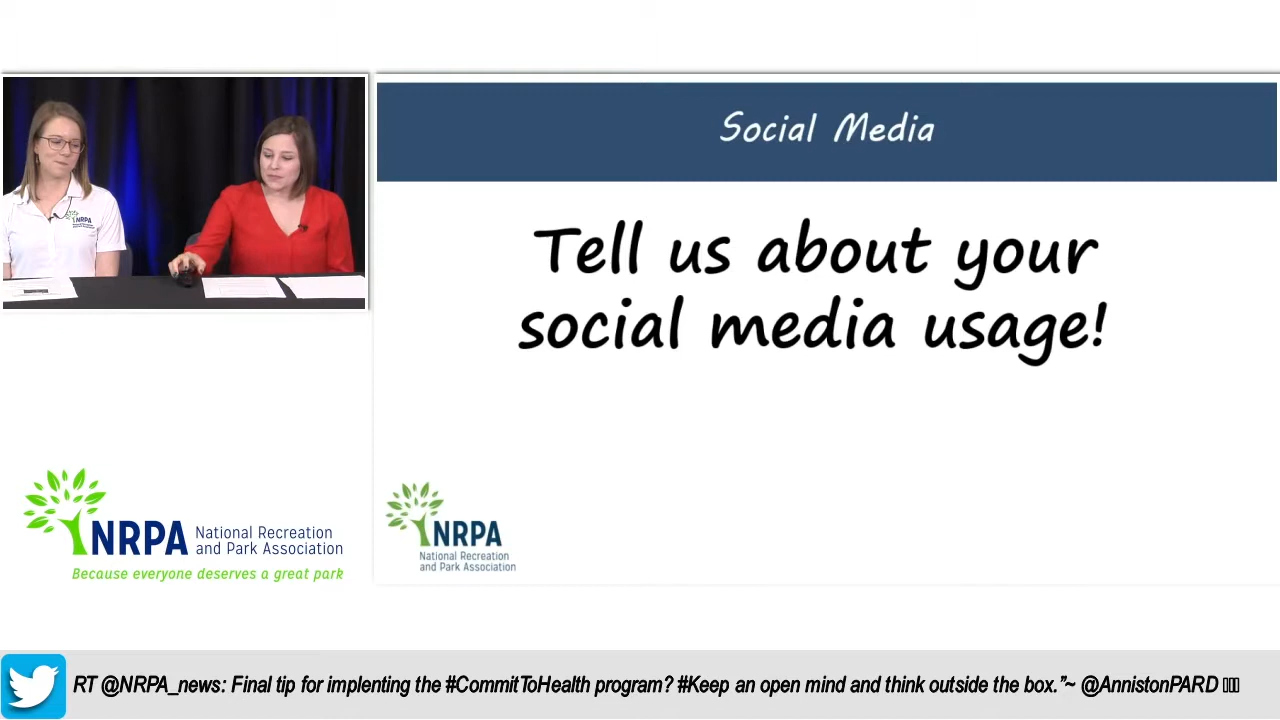 Social Media
Tell us about your
social media usage!
NRPA
NRPA
National Recreation
and Park Association
Because everyone deserves a great park
NRPA
National Recreation
and Park Association
RT @NRPA_news: Final tip for implenting the #CommitToHealth program? #Keep an open mind and think outside the box.”~ @AnnistonPARD